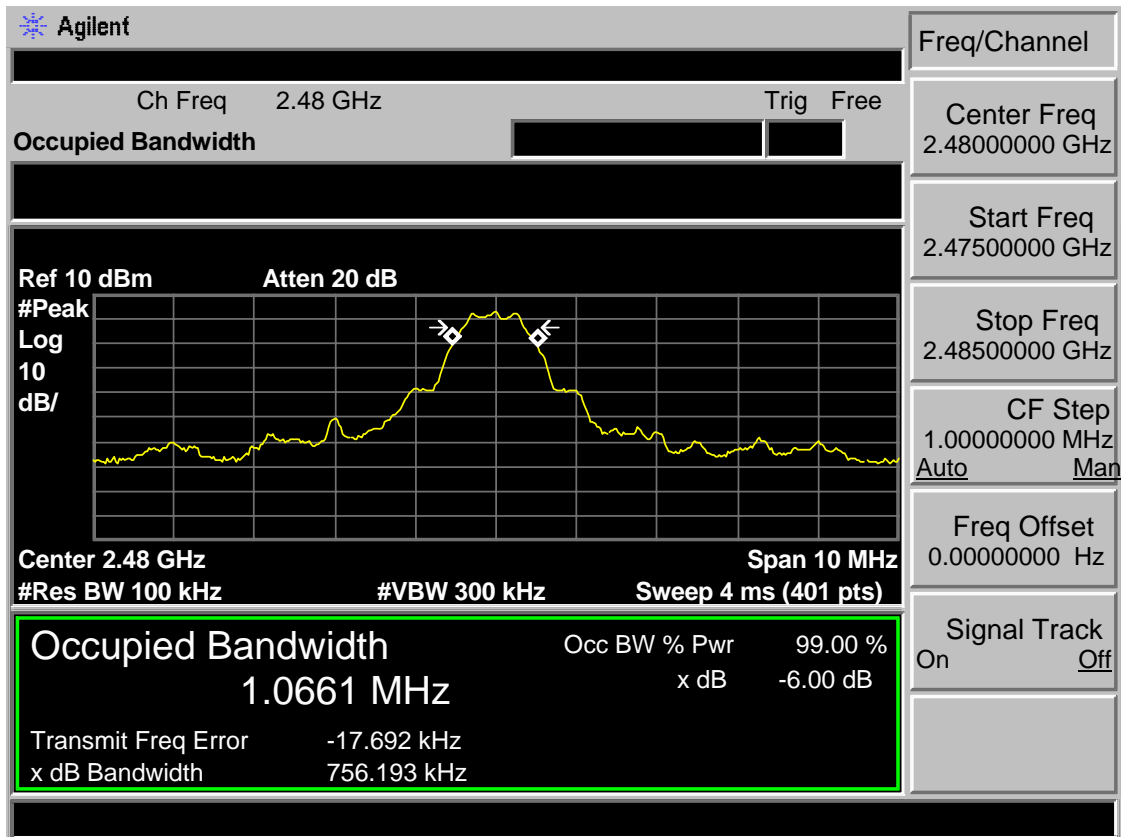 Agilent
Freq/Channel
Ch Freq 2.48 GHz Trig Free
Occupied Bandwidth
Center Freq
2.48000000 GHz
Start Freq
2.47500000 GHz
Stop Freq
2.48500000 GHz
CF Step
1.00000000 MHz
Auto Man
Freq Offset
0.00000000 Hz
Signal Track
On Off
Ref 10 dBm Atten 20 dB
#Peak
Log
10
dB/
Center 2.48 GHz Span 10 MHz
#Res BW 100 kHz #VBW 300 kHz Sweep 4 ms (401 pts)
Occupied Bandwidth Occ BW % Pwr 99.00 %
1.0661 MHz x dB -6.00 dB
Transmit Freq Error -17.692 kHz
x dB Bandwidth 756.193 kHz